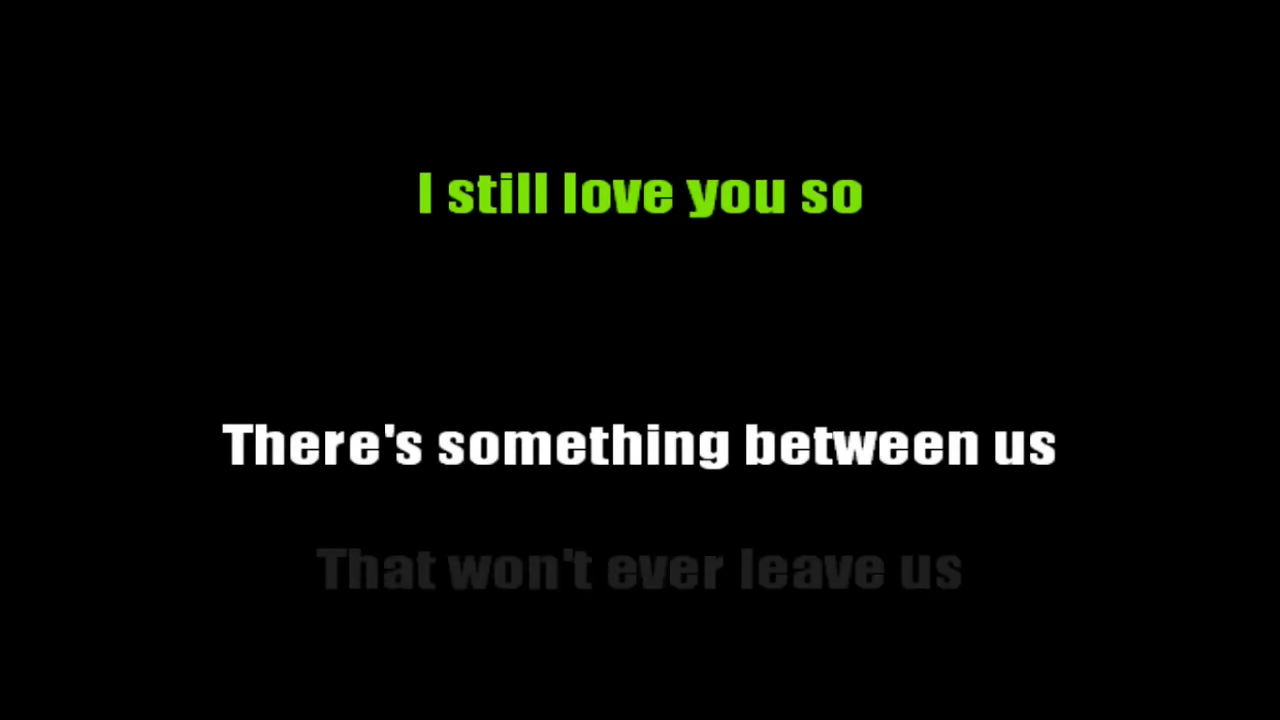 I still love you so
There's something between us
That won't ever leave us